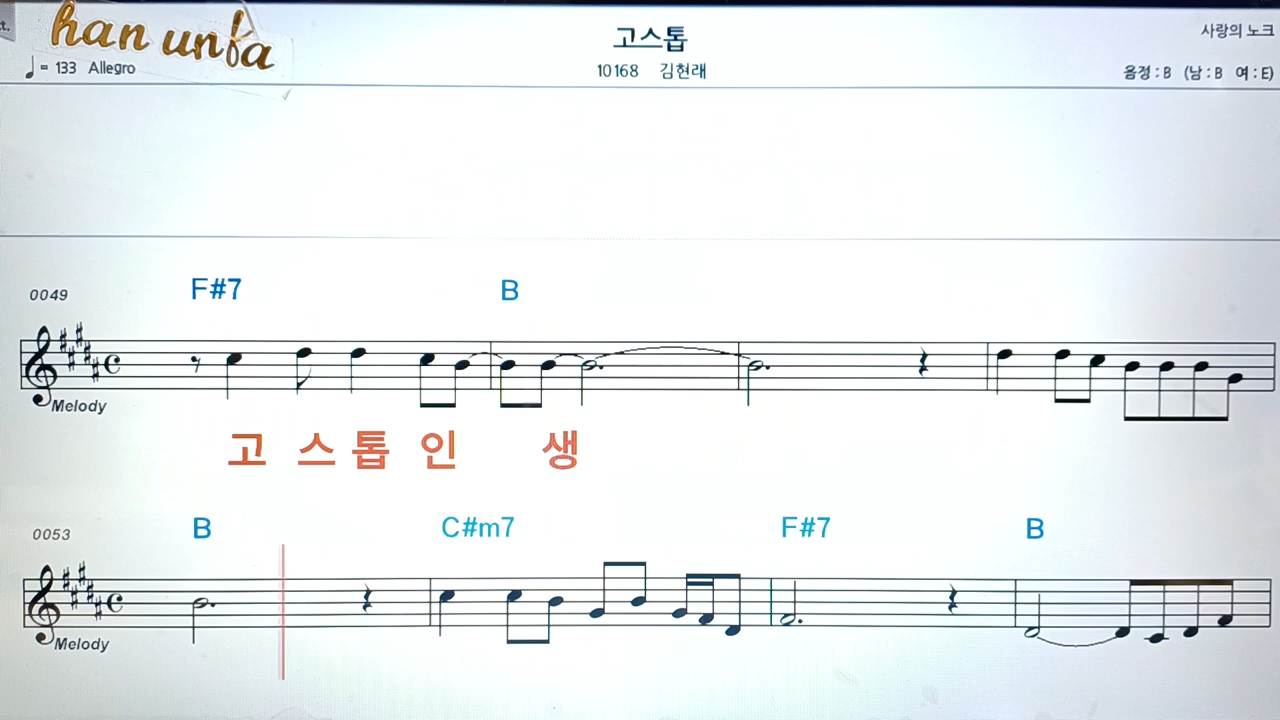 t.
han unfa
고스톱
사랑의 노크
♩= 133 Allegro
10168 김현래
음정 : B (남 : B 여 : E)
0049
F#7 B
Melody
고 스 톱 인 생
0053
B C#m7 F#7 B
Melody